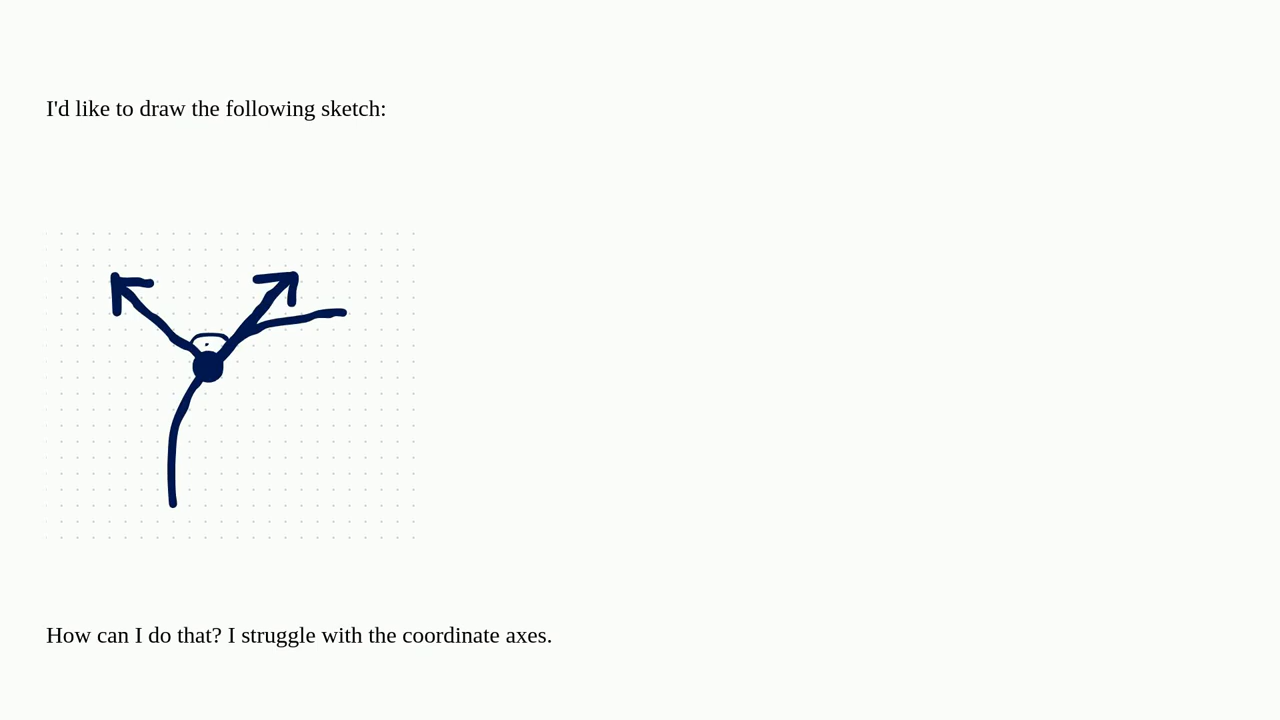 I'd like to draw the following sketch:
How can I do that? I struggle with the coordinate axes.